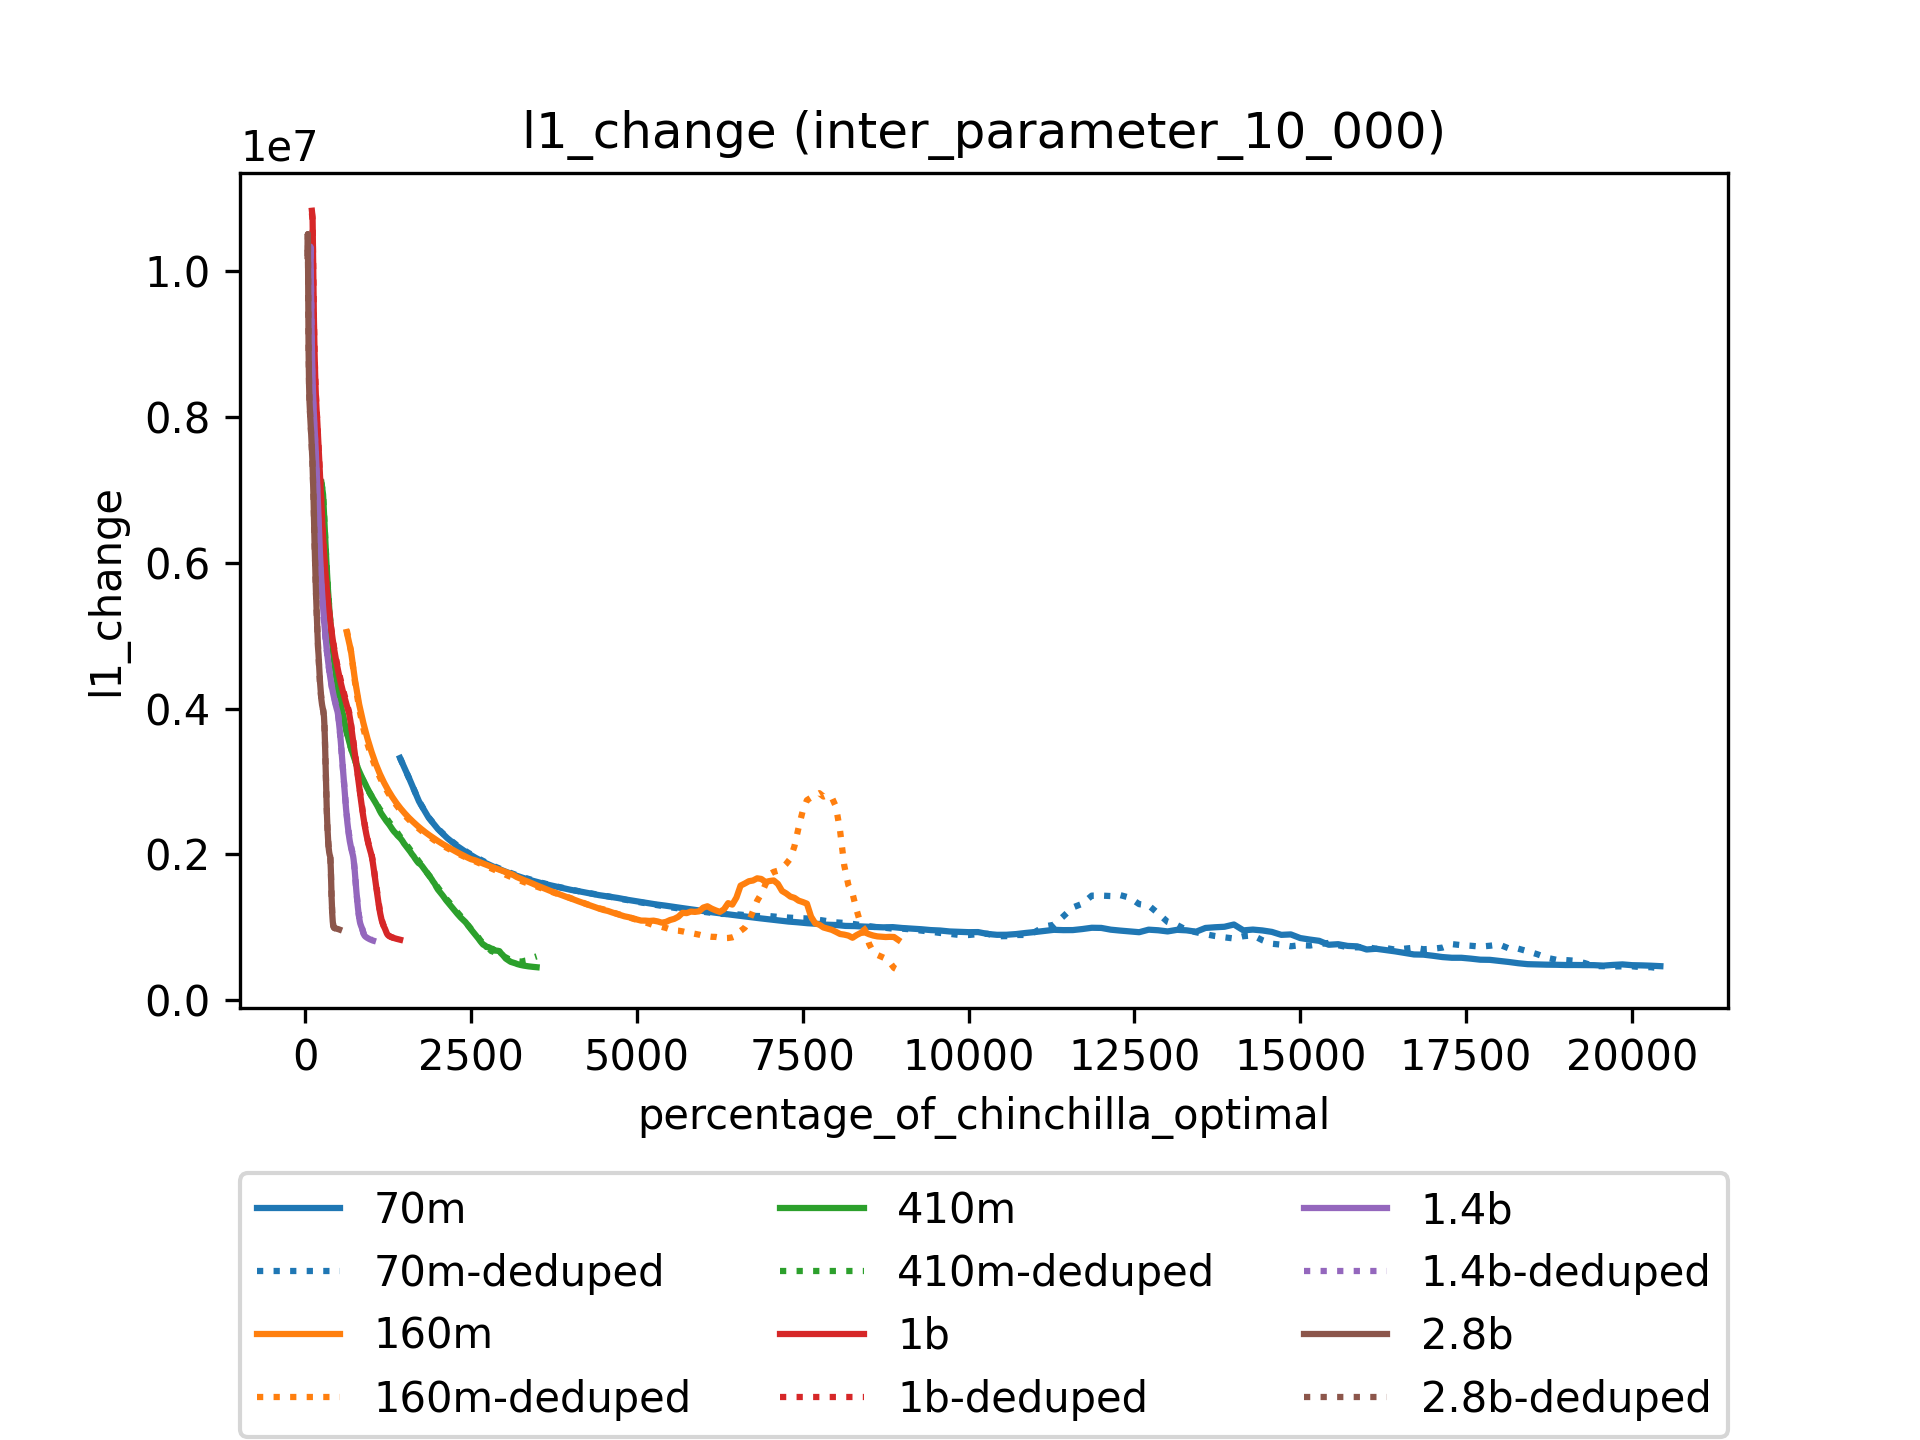 l1_change (inter_parameter_10_000)
1e7
1.0
0.8
0.6
0.4
0.2
0.0
l1_change
0 2500 5000 7500 10000 12500 15000 17500 20000
percentage_of_chinchilla_optimal
70m
70m-deduped
160m
160m-deduped
410m
410m-deduped
1b
1b-deduped
1.4b
1.4b-deduped
2.8b
2.8b-deduped